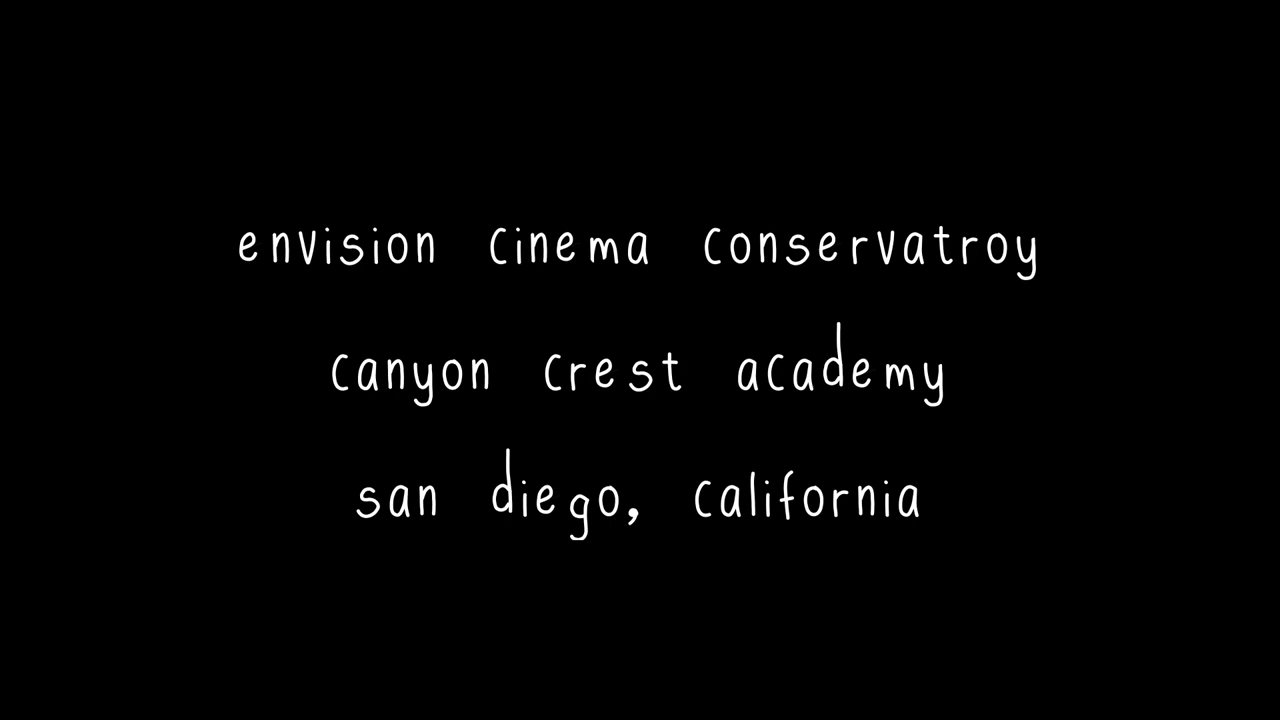 envision cinema conservatroy
canyon crest academy
san diego, california